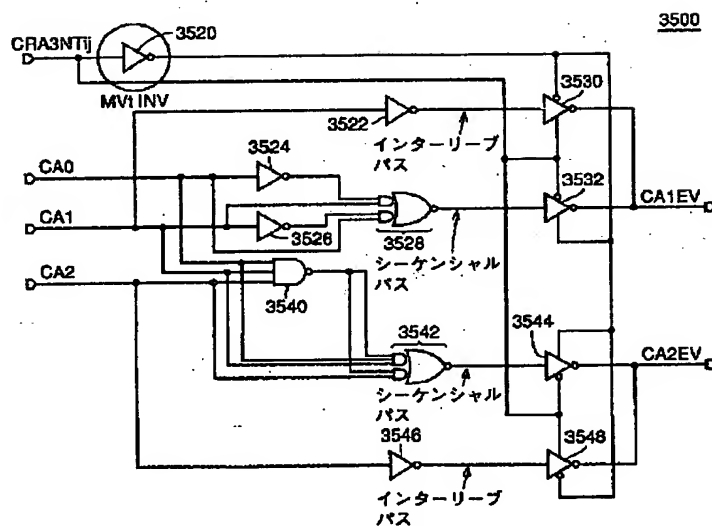 3500
CRA3NTij
3520
MVt INV
3530
3522
インターリーブ
パス
CA0
3524
3532
CA1
3526
3528
CA1EV
シーケンシャル
パス
CA2
3540
3542
3544
CA2EV
シーケンシャル
パス
3546
3548
インターリーブ
パス